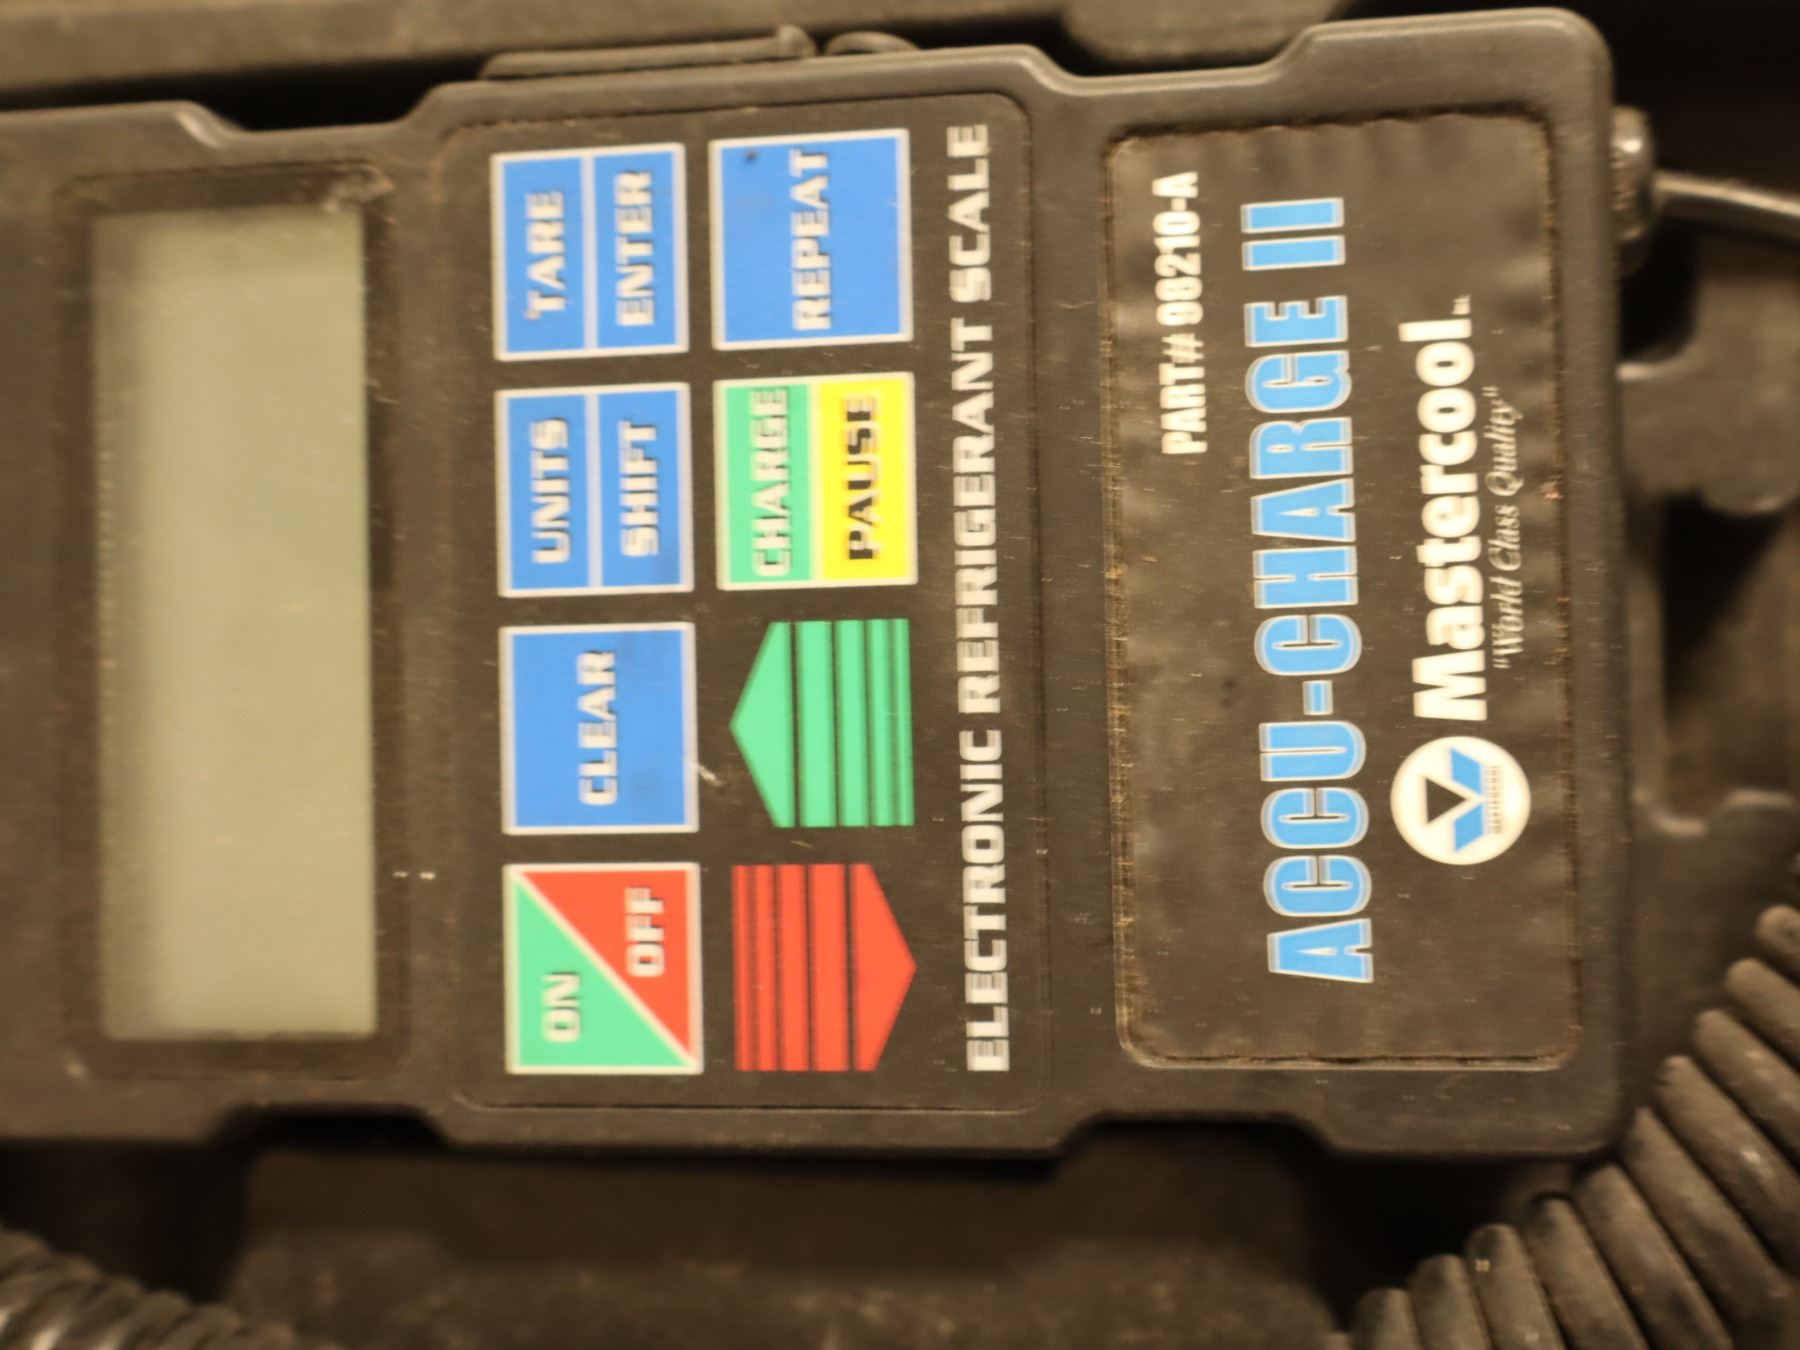 ON
OFF
CLEAR
UNITS
SHIFT
TARE
ENTER
CHARGE
PAUSE
REPEAT
ELECTRONIC REFRIGERANT SCALE
PART# 98210-A
ACCU-CHARGE II
Mastercool
"World Class Quality"